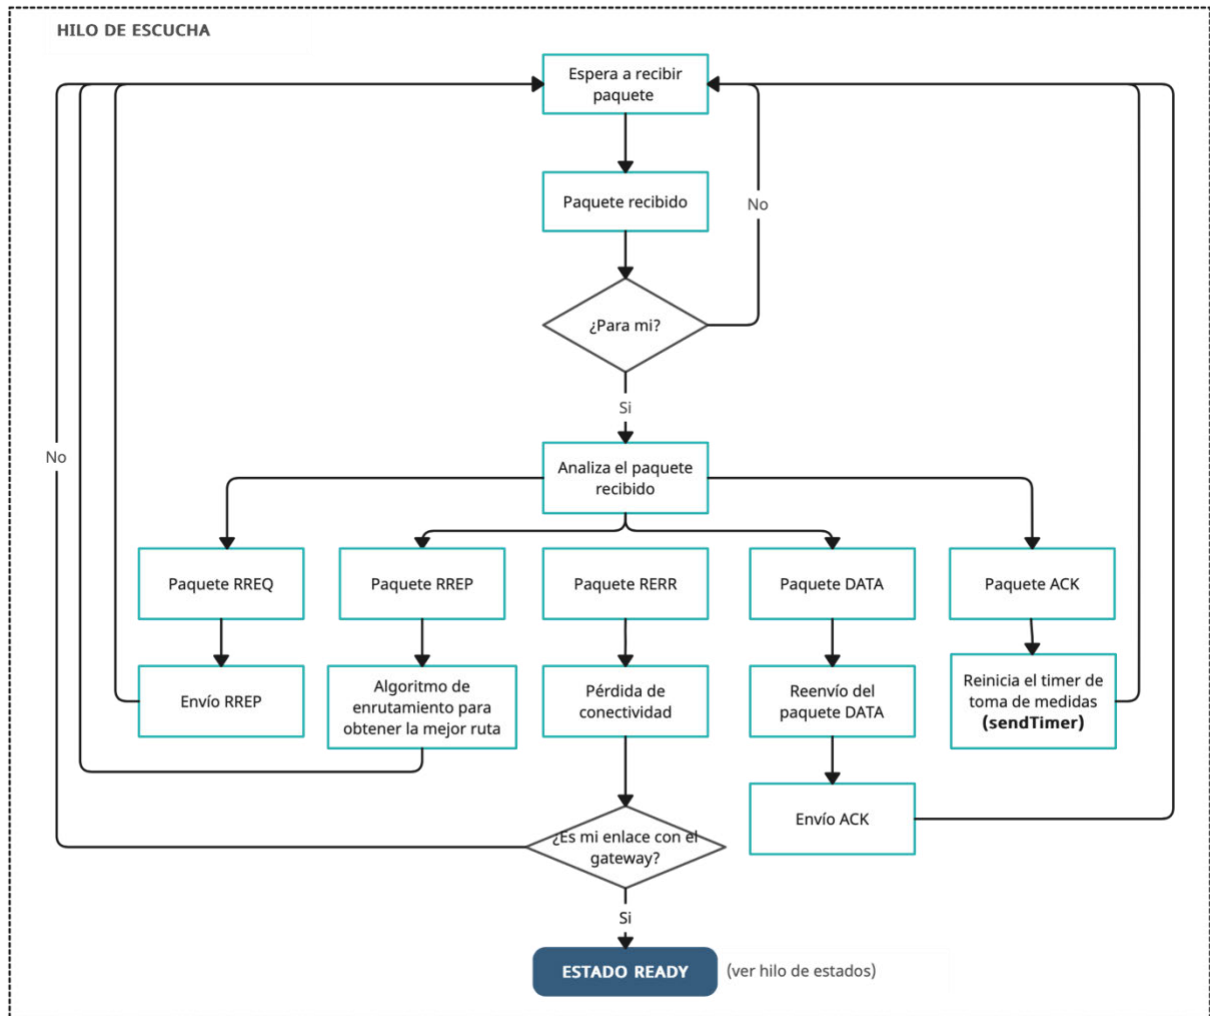 HILO DE ESCUCHA
Espera a recibir
paquete
Paquete recibido
No
¿Para mi?
Si
No
Analiza el paquete
recibido
Paquete RREQ
Paquete RREP
Paquete RERR
Paquete DATA
Paquete ACK
Envío RREP
Algoritmo de
enrutamiento para
obtener la mejor ruta
Pérdida de
conectividad
Reenvío del
paquete DATA
Reinicia el timer de
toma de medidas
(sendTimer)
Envío ACK
¿Es mi enlace con el
gateway?
Si
ESTADO READY
(ver hilo de estados)